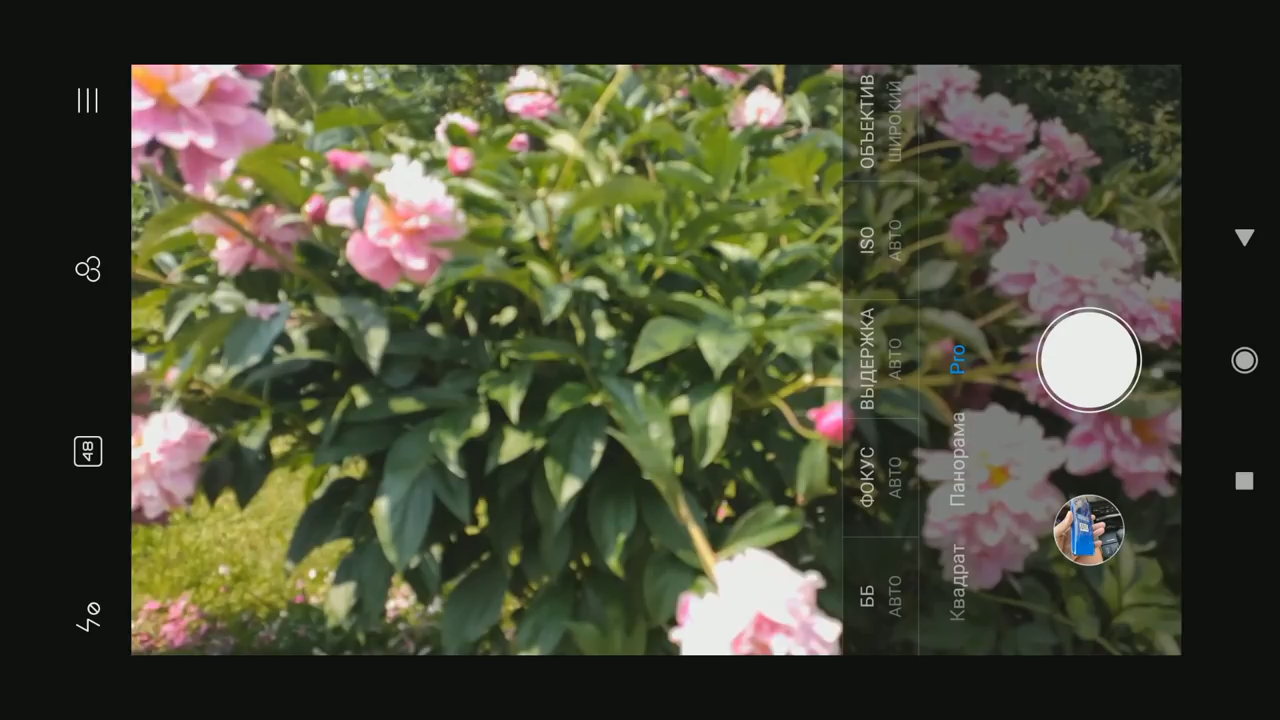 48
ББ
АВТО
ФОКУС
АВТО
ВЫДЕРЖКА
АВТО
ISO
АВТО
ОБЪЕКТИВ
ШИРОКИЙ
Квадрат Панорама Pro